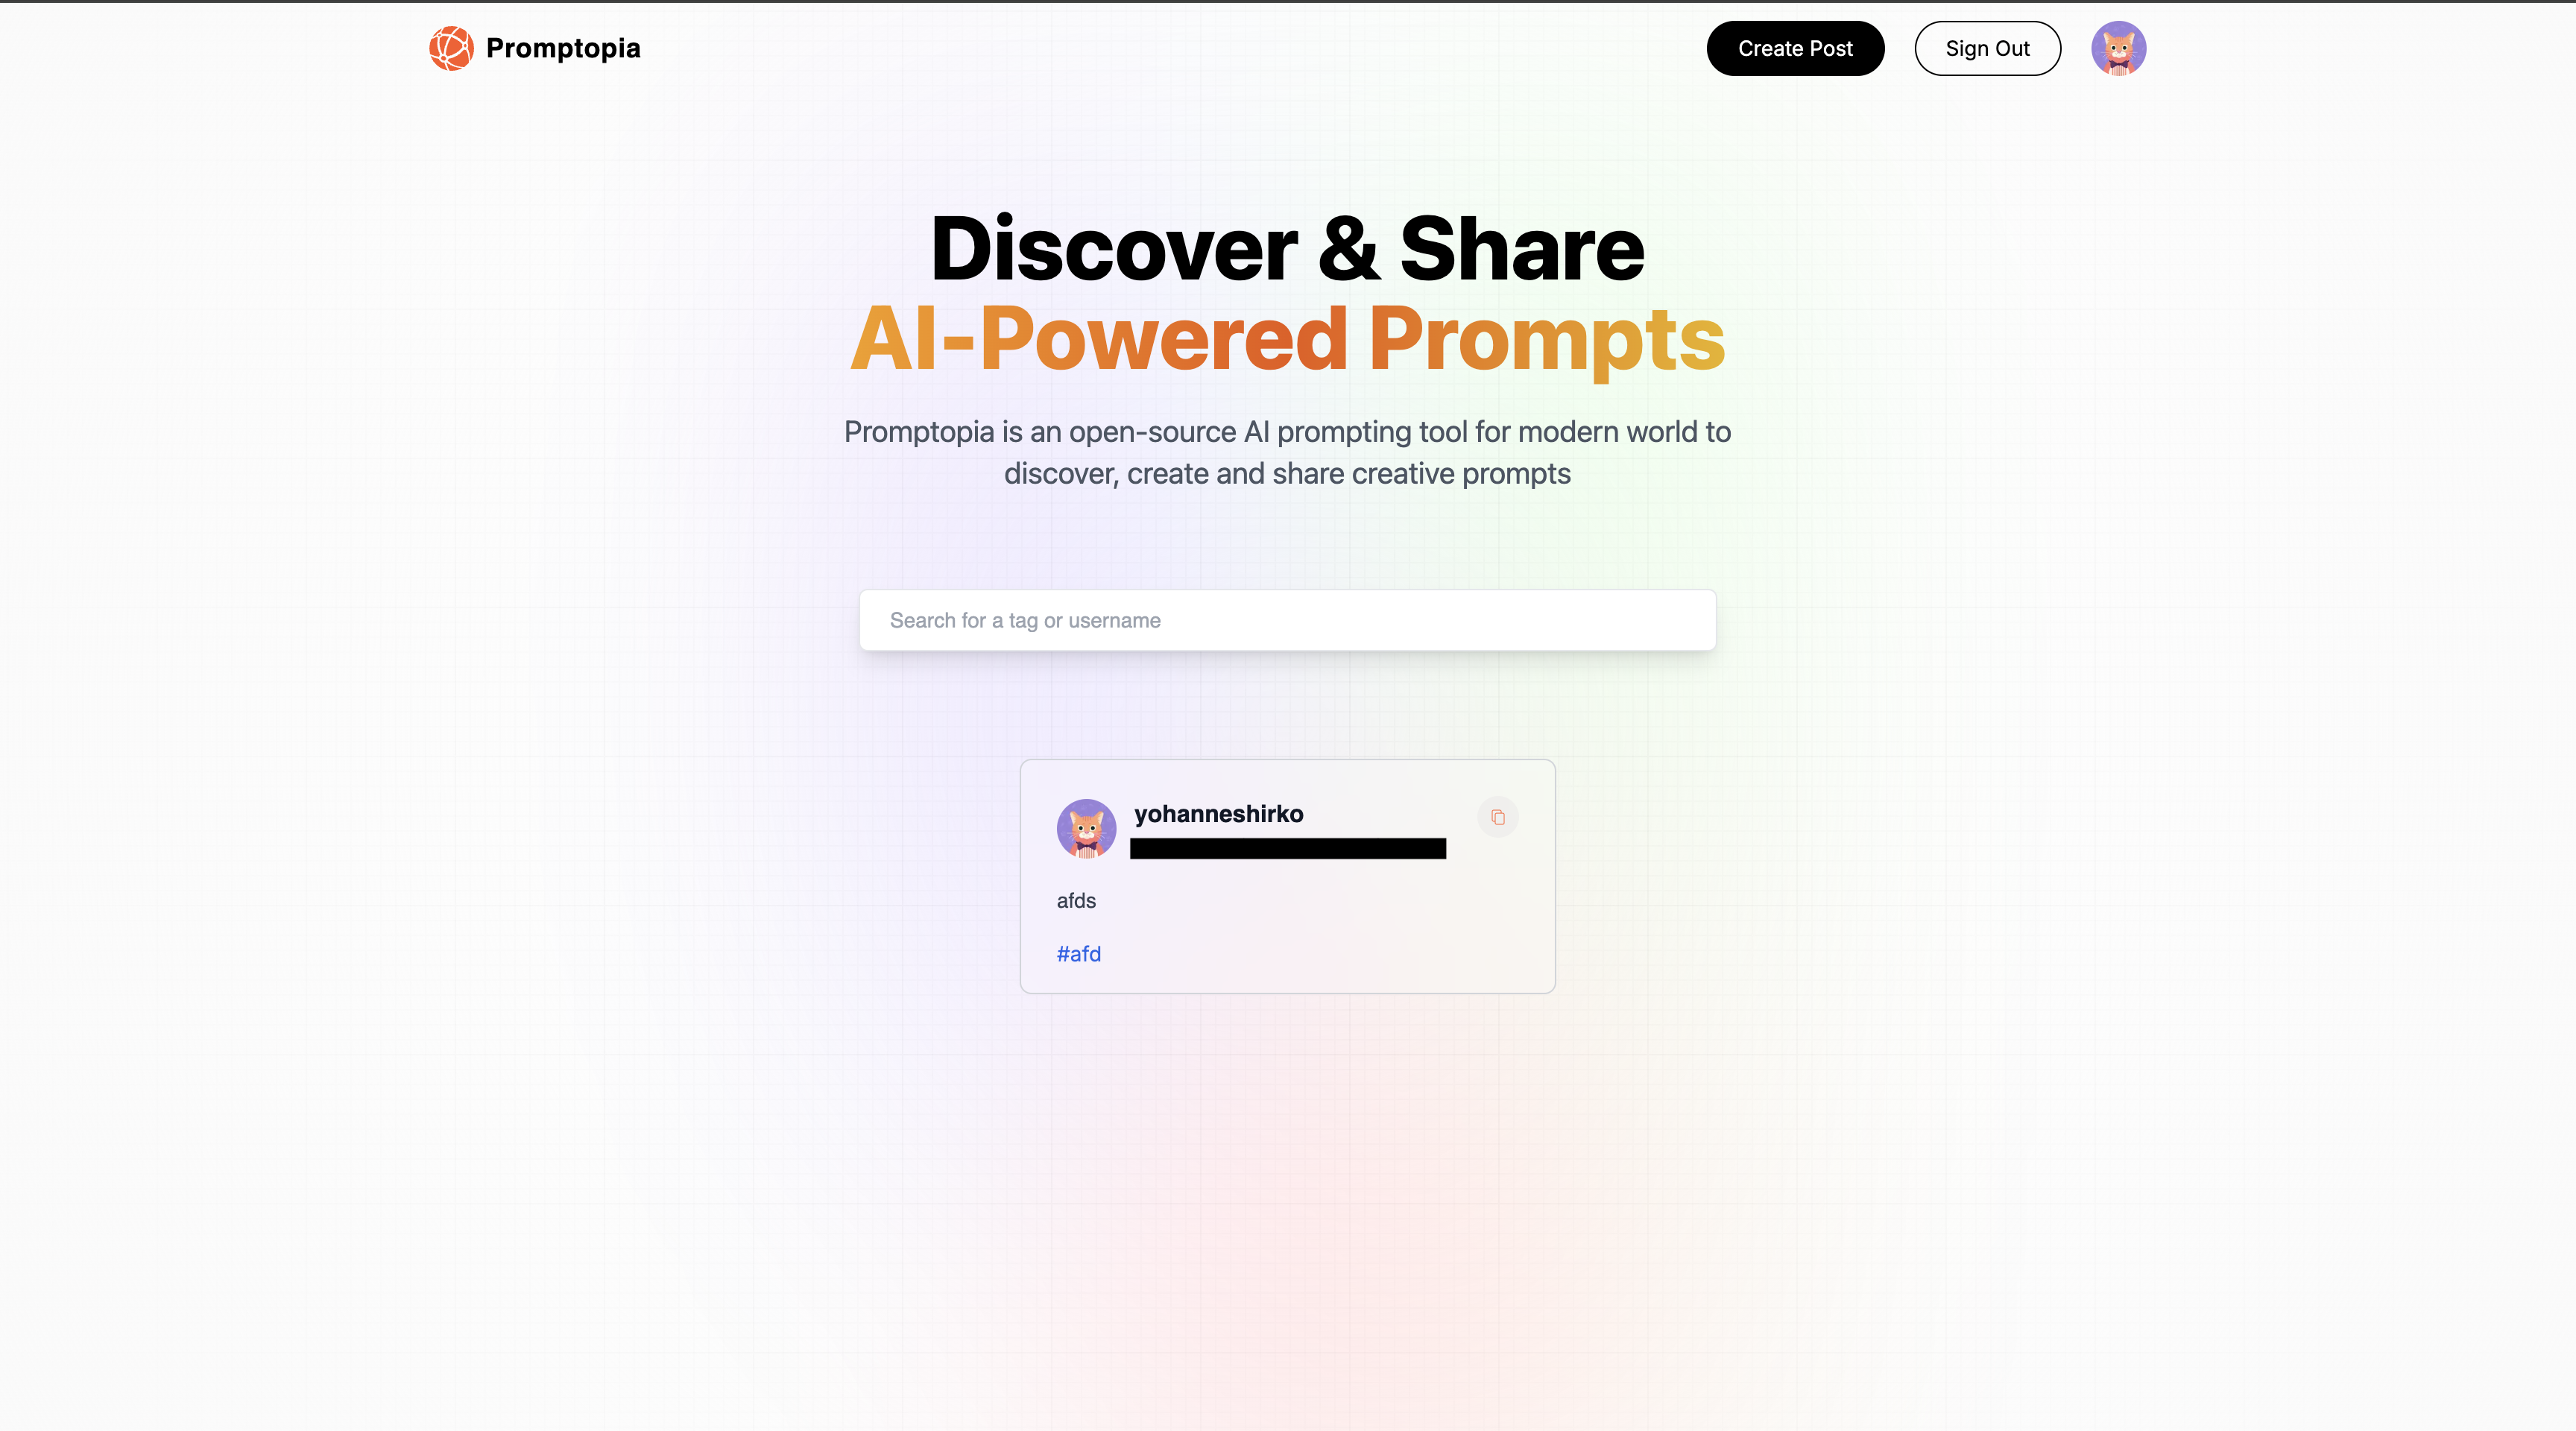 Promptopia
Create Post
Sign Out
Discover & Share
AI-Powered Prompts
Promptopia is an open-source AI prompting tool for modern world to
discover, create and share creative prompts
Search for a tag or username
yohanneshirko
afds
#afd